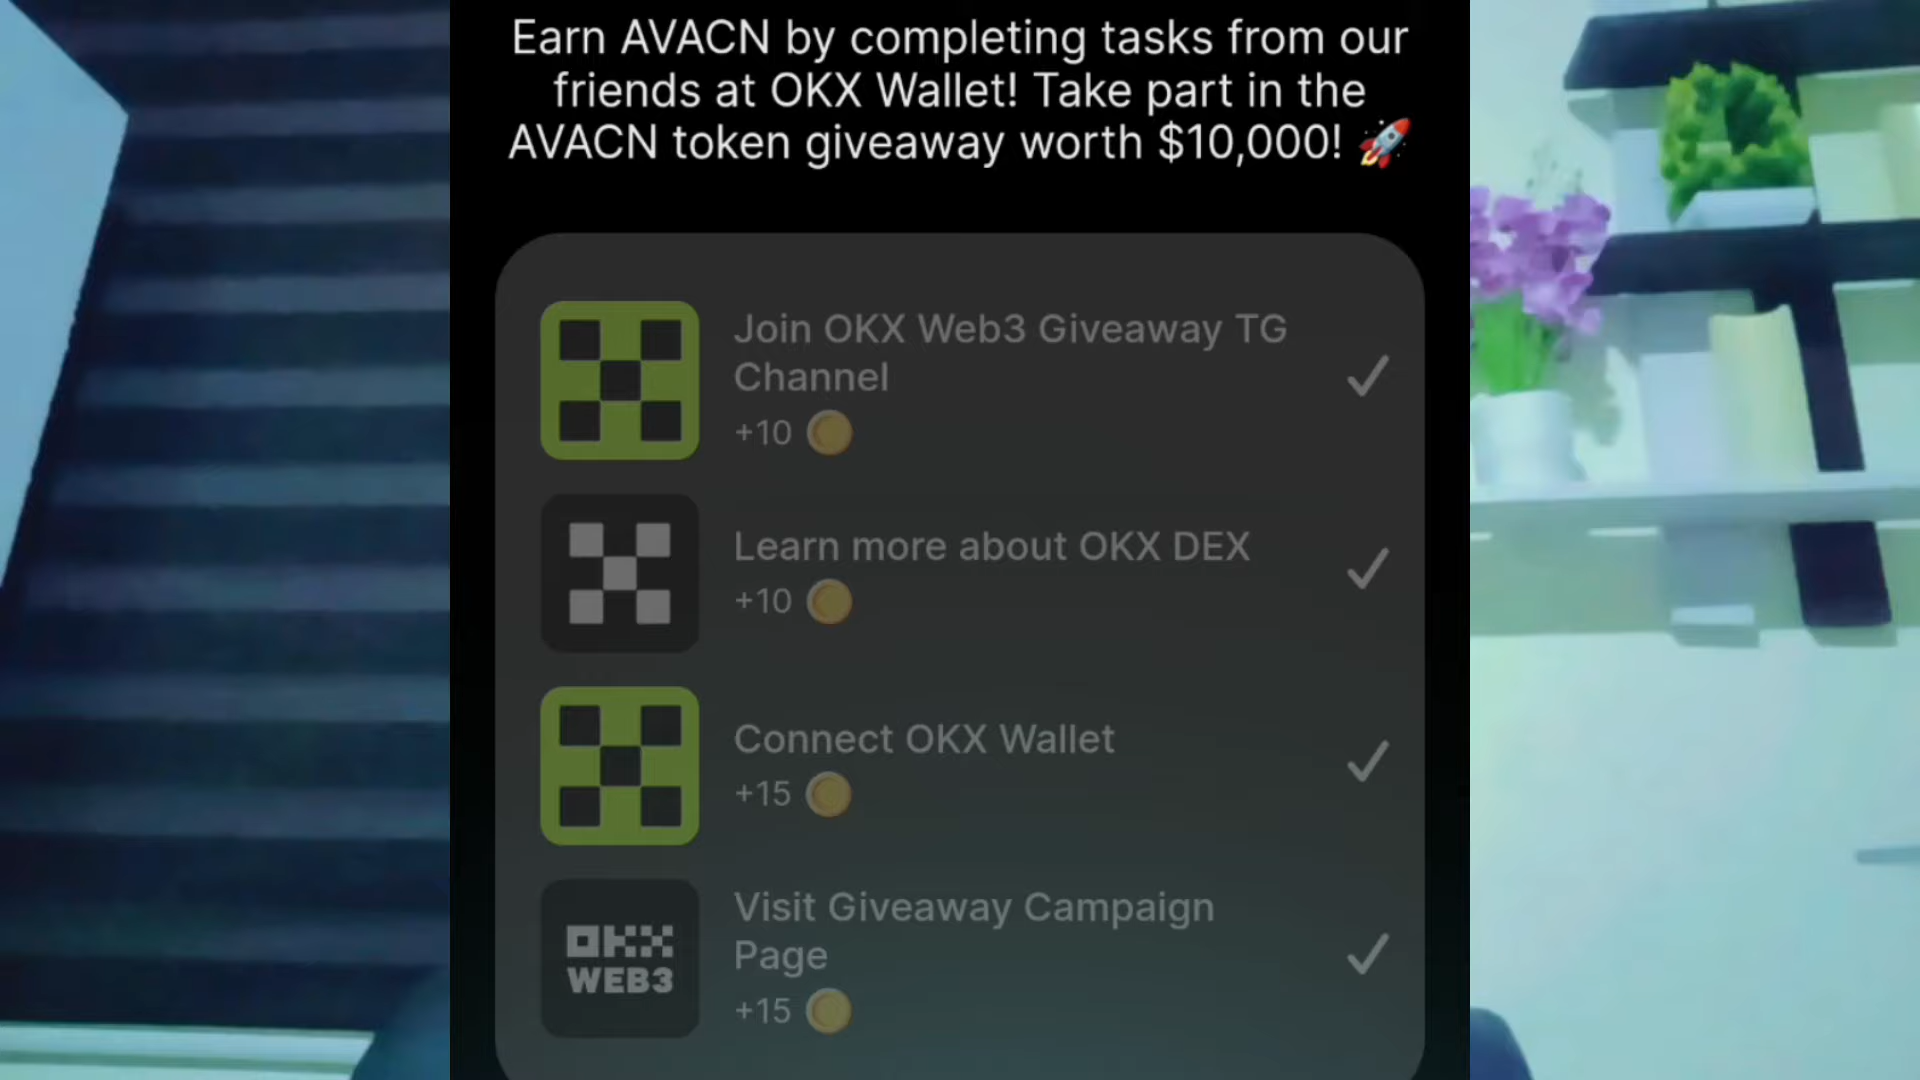 Earn AVACN by completing tasks from our
friends at OKX Wallet! Take part in the
AVACN token giveaway worth $10,000! 🚀
Join OKX Web3 Giveaway TG
Channel
+10
Learn more about OKX DEX
+10
Connect OKX Wallet
+15
Visit Giveaway Campaign
Page
+15
OKX
WEB3